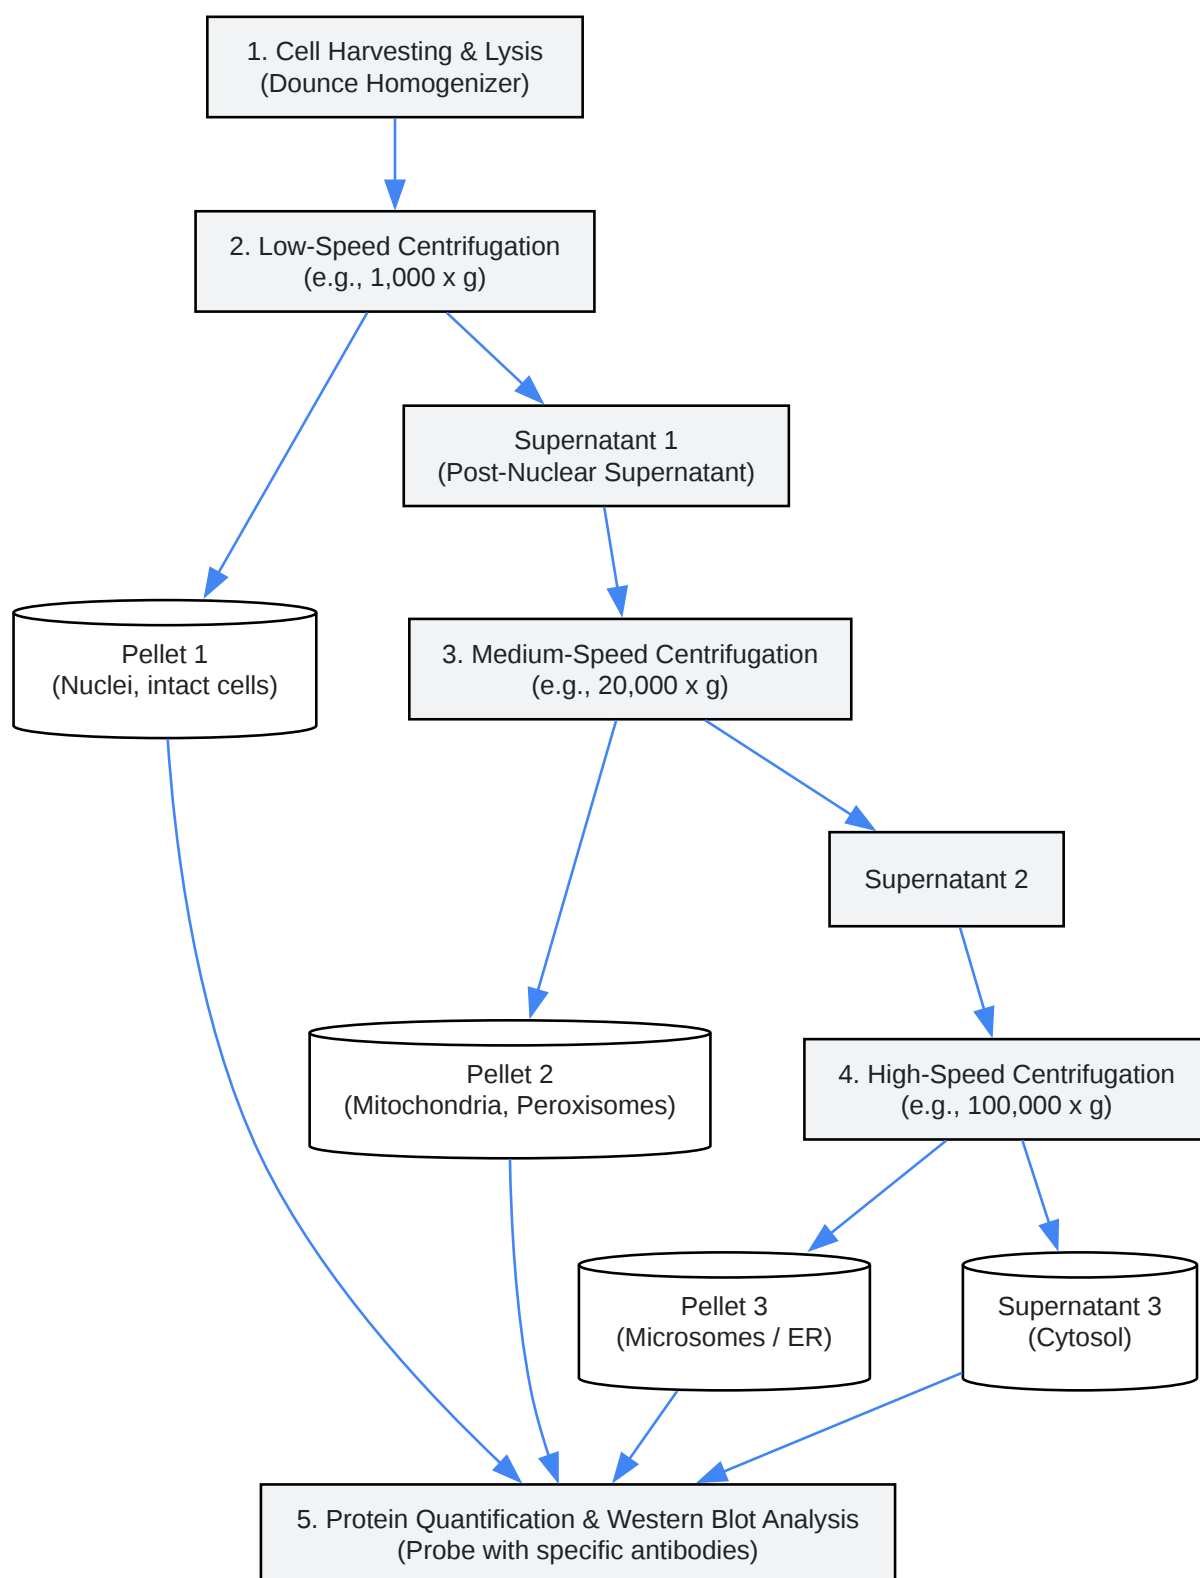 1. Cell Harvesting & Lysis
(Dounce Homogenizer)
2. Low-Speed Centrifugation
(e.g., 1,000 x g)
Supernatant 1
(Post-Nuclear Supernatant)
Pellet 1
(Nuclei, intact cells)
3. Medium-Speed Centrifugation
(e.g., 20,000 x g)
Supernatant 2
Pellet 2
(Mitochondria, Peroxisomes)
4. High-Speed Centrifugation
(e.g., 100,000 x g)
Pellet 3
(Microsomes / ER)
Supernatant 3
(Cytosol)
5. Protein Quantification & Western Blot Analysis
(Probe with specific antibodies)